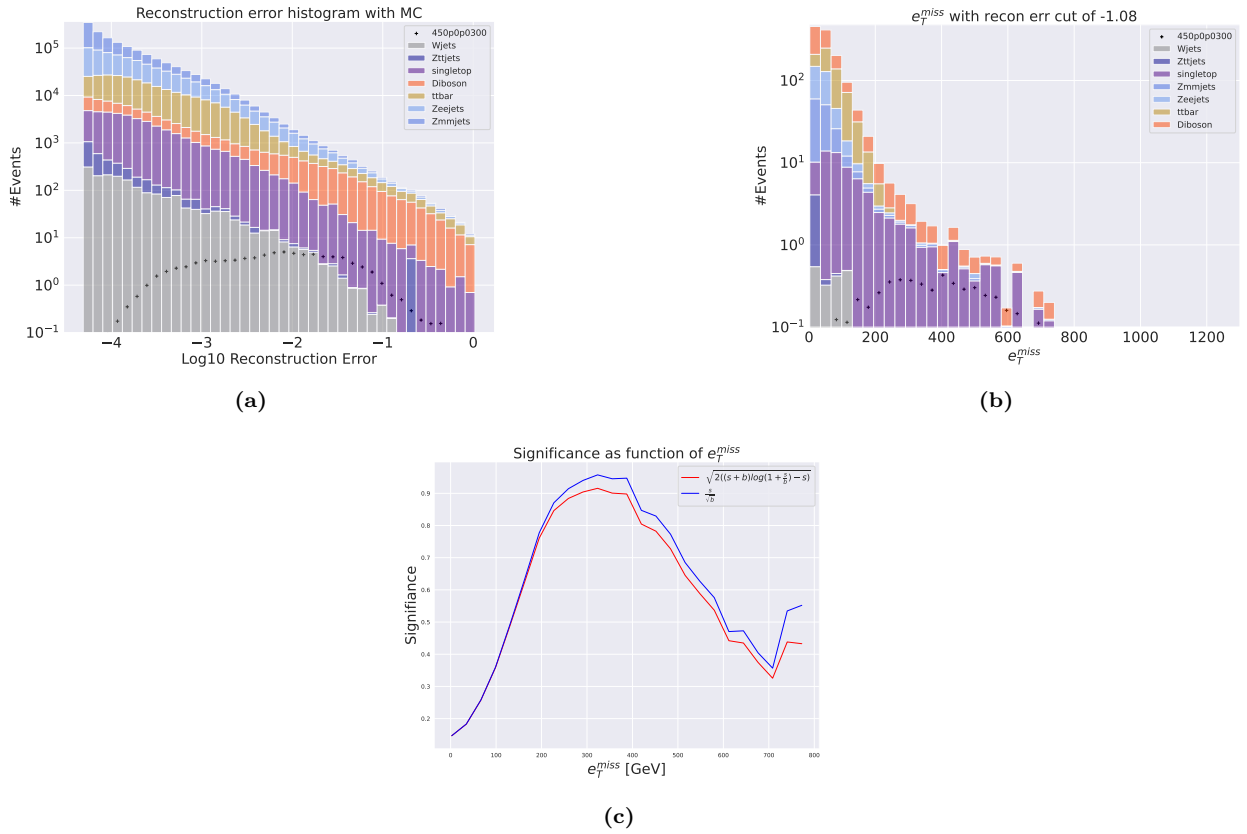 Reconstruction error histogram with MC
#Events
10^5
10^4
10^3
10^2
10^1
10^0
10^{-1}
450p0p0300
Wjets
Zttjets
singletop
Diboson
ttbar
Zeejets
Zmmjets
−4 −3 −2 −1 0
Log10 Reconstruction Error
(a)
e_T^{miss} with recon err cut of -1.08
#Events
10^2
10^1
10^0
10^{-1}
450p0p0300
Wjets
Zttjets
singletop
Zmmjets
Zeejets
ttbar
Diboson
0 200 400 600 800 1000 1200
e_T^{miss}
(b)
Significance as function of e_T^{miss}
Signifiance
0.9
0.8
0.7
0.6
0.5
0.4
0.3
0.2
\sqrt{2((s+b)log(1+\frac{s}{b})-s)}
\frac{s}{\sqrt{b}}
0 100 200 300 400 500 600 700 800
e_T^{miss} [GeV]
(c)